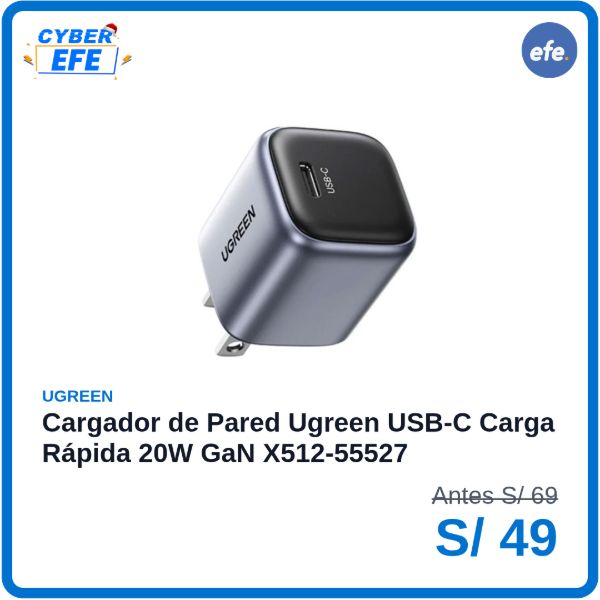 CYBER
EFE
efe.
USB-C
UGREEN
UGREEN
Cargador de Pared Ugreen USB-C Carga
Rápida 20W GaN X512-55527
Antes S/ 69
S/ 49